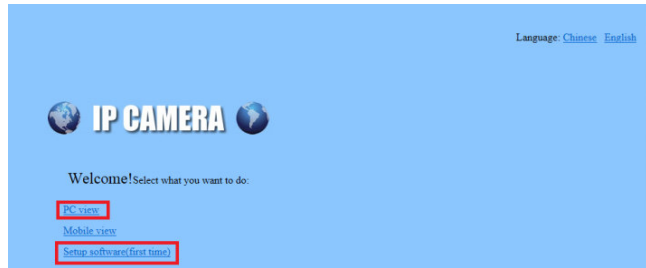 Language: Chinese English
IP CAMERA
Welcome!Select what you want to do:
PC view
Mobile view
Setup software(first time)